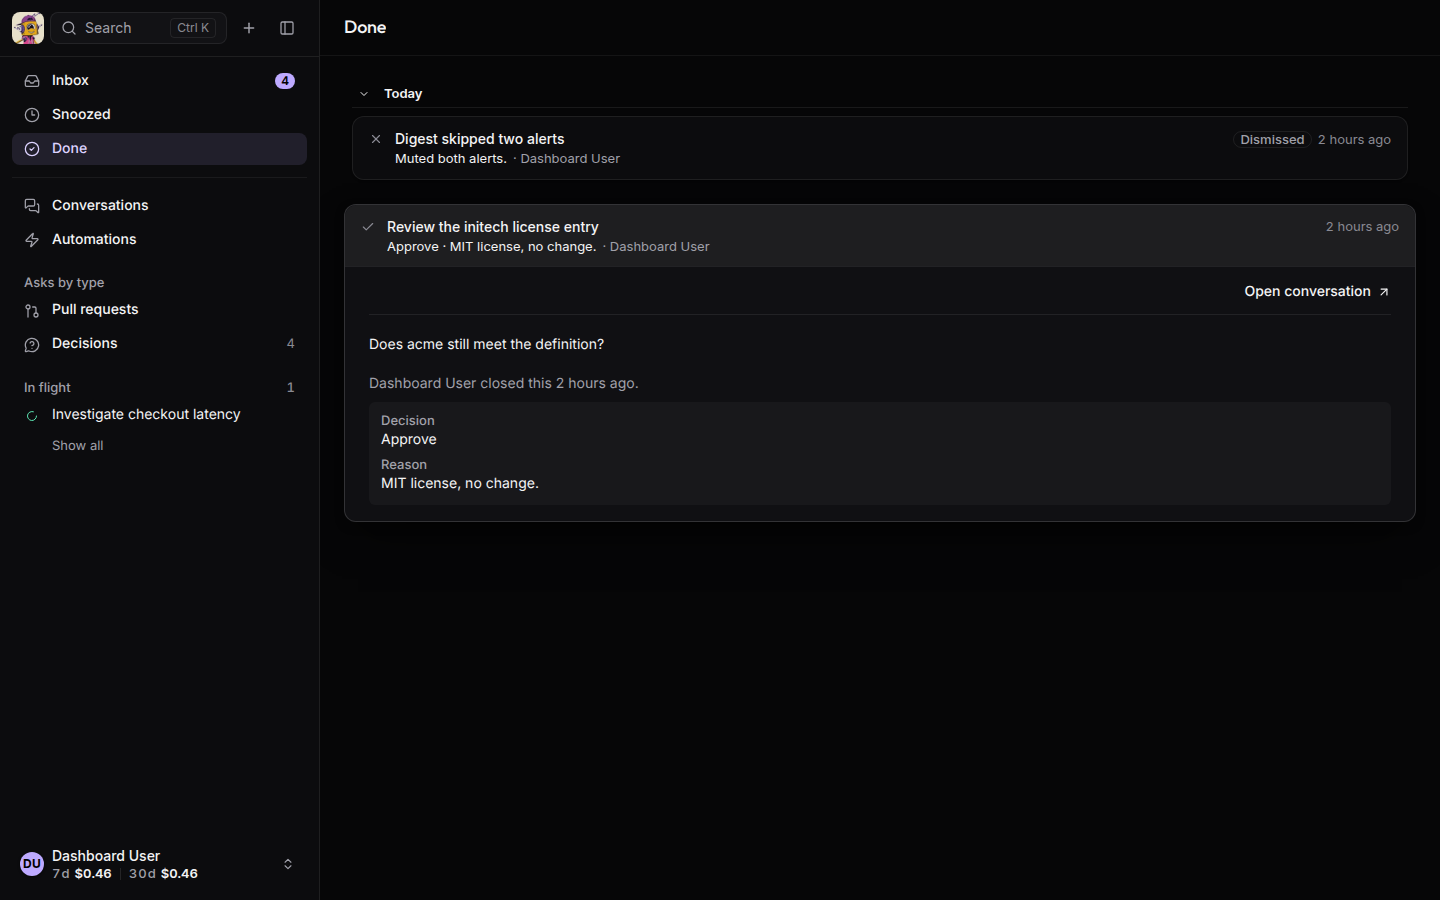 Search
Ctrl K
Inbox
4
Snoozed
Done
Conversations
Automations
Asks by type
Pull requests
Decisions
4
In flight
1
Investigate checkout latency
Show all
DU
Dashboard User
7d $0.46 30d $0.46
Done
Today
Digest skipped two alerts
Dismissed 2 hours ago
Muted both alerts. · Dashboard User
Review the initech license entry
2 hours ago
Approve · MIT license, no change. · Dashboard User
Open conversation
Does acme still meet the definition?
Dashboard User closed this 2 hours ago.
Decision
Approve
Reason
MIT license, no change.